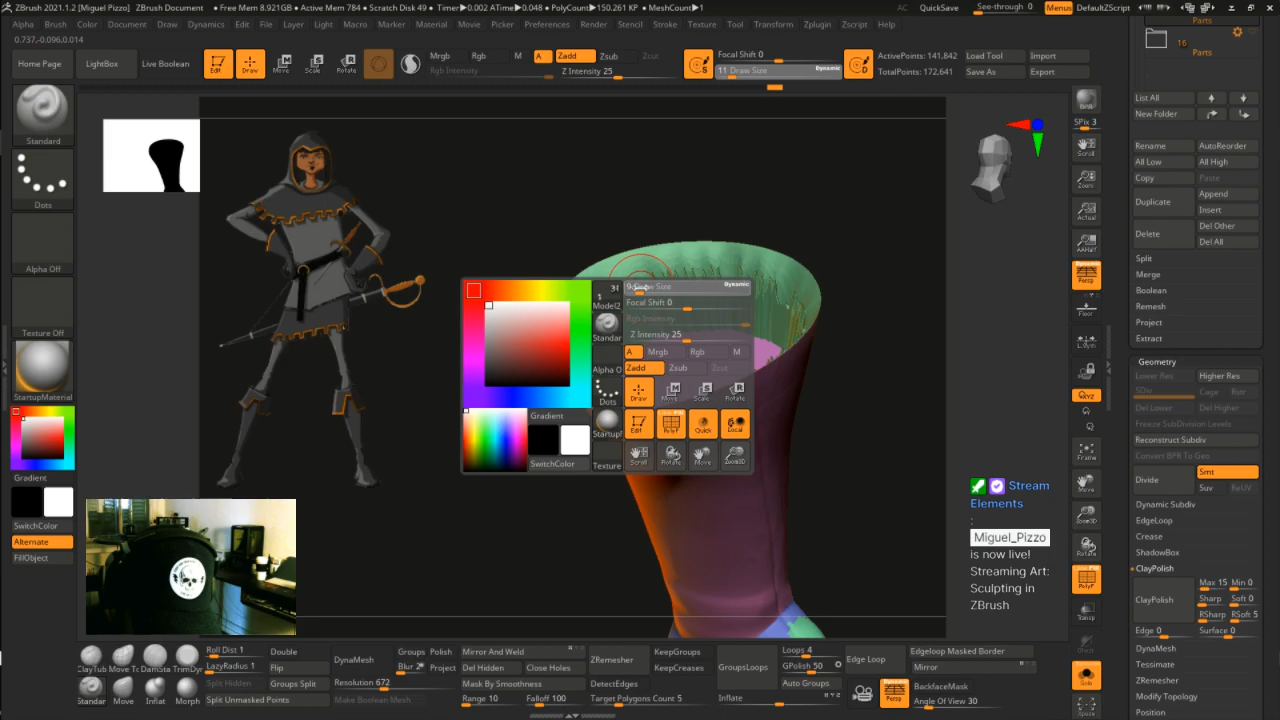 ZBrush 2021.1.2 [Miguel Pizzo] ZBrush Document • Free Mem 8.921GB • Active Mem 784 • Scratch Disk 49 • Timer▶0.002 ATime▶0.048 • PolyCount▶150.261 KP • MeshCount▶1
AC QuickSave See-through 0 Menus DefaultZScript
Alpha Brush Color Document Draw Dynamics Edit File Layer Light Macro Marker Material Movie Picker Preferences Render Stencil Stroke Texture Tool Transform Zplugin Zscript Help
0.737,-0.096,0.014
Home Page LightBox Live Boolean Edit Draw Move Scale Rotate
Mrgb Rgb M A Zadd Zsub Zcut
Rgb Intensity Z Intensity 25
Focal Shift 0
11 Draw Size Dynamic
ActivePoints: 141,842 Load Tool Import
TotalPoints: 172,641 Save As Export
Standard
Dots
Alpha Off
Texture Off
StartupMaterial
Gradient
SwitchColor
Alternate
FillObject
Draw Size Dynamic
Focal Shift 0
Rgb Intensity
Z Intensity 25
A Mrgb Rgb M
Zadd Zsub Zcut
Draw Move Scale Rotate
Edit PolyF Quick Local
Scroll Rotate Move Zoom3D
Standar
Alpha O
Dots
Gradient
SwitchColor
Texture
BPR
SPix 3
Scroll
Zoom
Actual
AAHalf
Dynamic
Persp
Floor
L.Sym
XYZ
Frame
Move
Zoom3D
Rotate
PolyF
Transp
Solo
Parts
16
Parts
List All
New Folder
Rename AutoReorder
All Low All High
Copy Paste
Duplicate Append
Insert
Delete Del Other
Del All
Split
Merge
Boolean
Remesh
Project
Extract
Geometry
Lower Res Higher Res
SDiv Cage Rstr
Del Lower Del Higher
Freeze SubDivision Levels
Reconstruct Subdiv
Convert BPR To Geo
Divide Smt
Suv ReUV
Dynamic Subdiv
EdgeLoop
Crease
ShadowBox
ClayPolish
ClayPolish Max 15 Min 0
Sharp Soft 0
RSharp RSoft 5
Edge 0 Surface 0
DynaMesh
Tessimate
ZRemesher
Modify Topology
Position
Stream
Elements
:
Miguel_Pizzo
is now live!
Streaming Art:
Sculpting in
ZBrush
ClayTub Move To DamSta TrimDyn
Standar Move Inflat Morph
Roll Dist 1 Double
LazyRadius 1 Flip
Split Hidden Groups Split
Split Unmasked Points
DynaMesh Groups Polish
Blur 2 Project
Resolution 672
Make Boolean Mesh
Mirror And Weld
Del Hidden Close Holes
Mask By Smoothness
Range 10 Falloff 100
ZRemesher KeepGroups
KeepCreases
DetectEdges
Target Polygons Count 5
GroupsLoops Loops 4
GPolish 50
Auto Groups
Inflate
Edge Loop Edgeloop Masked Border
Mirror
Persp BackfaceMask
Angle Of View 30